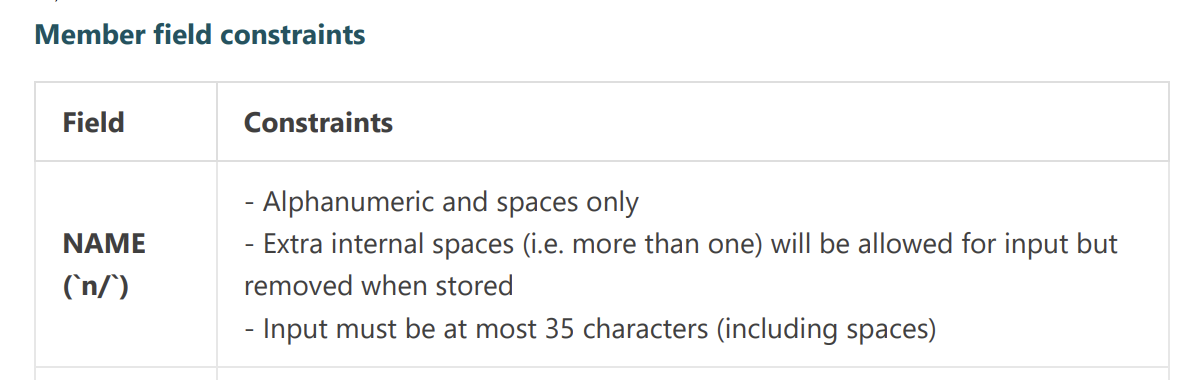 Member field constraints
Field
Constraints
NAME
(`n/`)
- Alphanumeric and spaces only
- Extra internal spaces (i.e. more than one) will be allowed for input but
removed when stored
- Input must be at most 35 characters (including spaces)